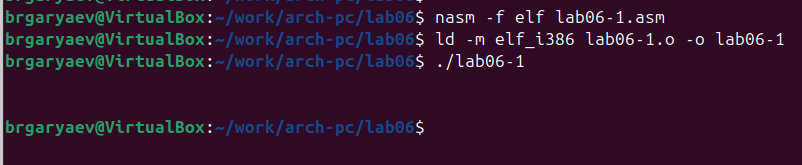 brgaryaev@VirtualBox:~/work/arch-pc/lab06$ nasm -f elf lab06-1.asm
brgaryaev@VirtualBox:~/work/arch-pc/lab06$ ld -m elf_i386 lab06-1.o -o lab06-1
brgaryaev@VirtualBox:~/work/arch-pc/lab06$ ./lab06-1
brgaryaev@VirtualBox:~/work/arch-pc/lab06$